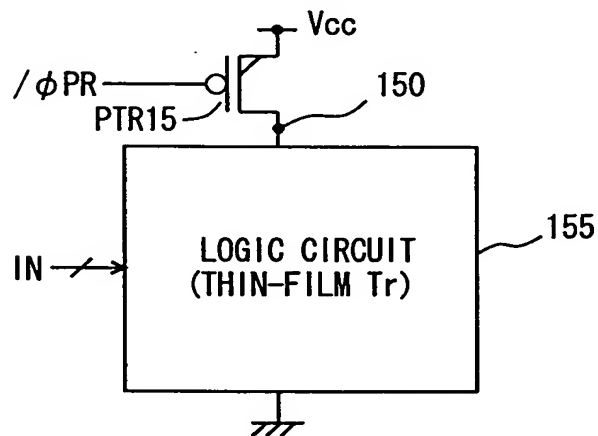 Vcc
/φPR
PTR15
150
155
LOGIC CIRCUIT
(THIN-FILM Tr)
IN